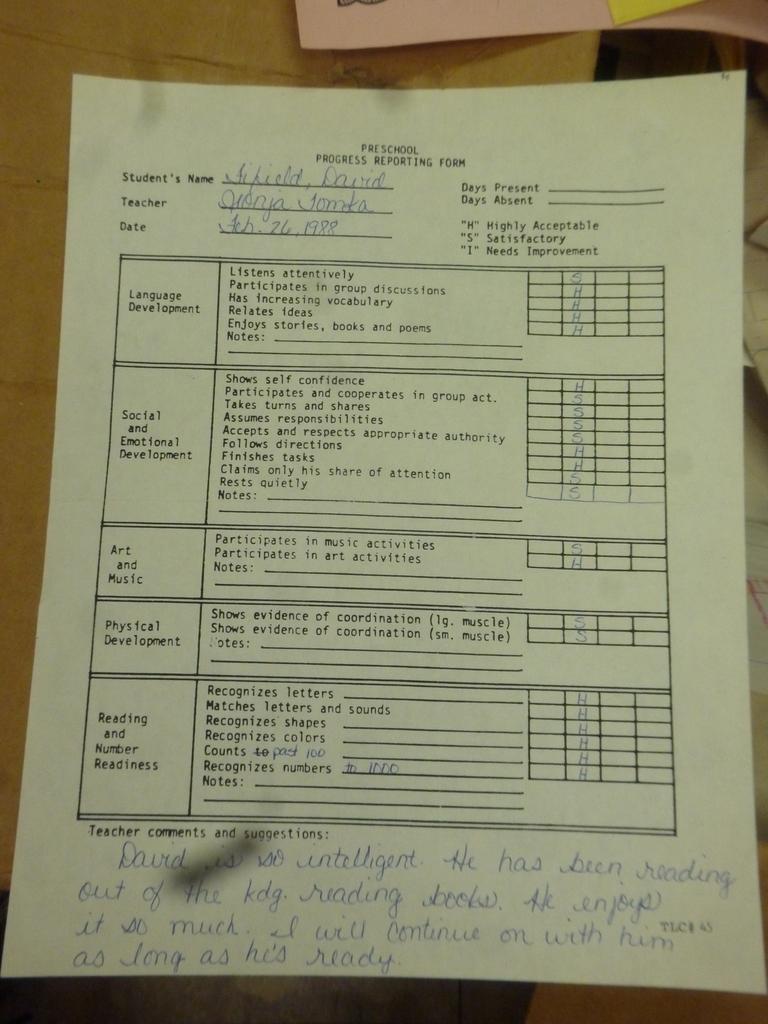 PRESCHOOL
PROGRESS REPORTING FORM
Student's Name Fifield, David
Days Present
Teacher Georgia Tomka
Days Absent
Date Feb. 26, 1988
"H" Highly Acceptable
"S" Satisfactory
"I" Needs Improvement
Language Development
Listens attentively S
Participates in group discussions H
Has increasing vocabulary H
Relates ideas H
Enjoys stories, books and poems H
Notes:
Social and Emotional Development
Shows self confidence H
Participates and cooperates in group act. S
Takes turns and shares S
Assumes responsibilities S
Accepts and respects appropriate authority S
Follows directions H
Finishes tasks H
Claims only his share of attention S
Rests quietly S
Notes:
Art and Music
Participates in music activities S
Participates in art activities H
Notes:
Physical Development
Shows evidence of coordination (lg. muscle) S
Shows evidence of coordination (sm. muscle) S
otes:
Reading and Number Readiness
Recognizes letters H
Matches letters and sounds H
Recognizes shapes H
Recognizes colors H
Counts to past 100 H
Recognizes numbers to 1000 H
Notes:
Teacher comments and suggestions:
David is so intelligent. He has been reading
out of the kdg. reading books. He enjoys
it so much. I will continue on with him
TLC# 45
as long as he's ready.